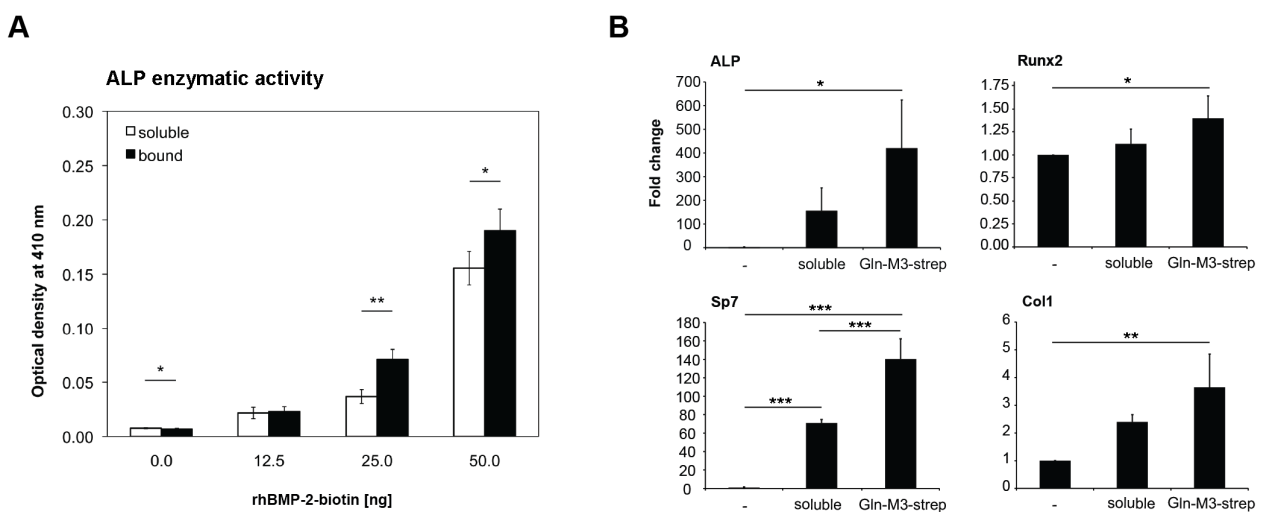 A
ALP enzymatic activity
Optical density at 410 nm
0.30
0.25
0.20
0.15
0.10
0.05
0.00
soluble
bound
*
**
*
0.0 12.5 25.0 50.0
rhBMP-2-biotin [ng]
B
ALP
Fold change
700
600
500
400
300
200
100
0
*
- soluble Gln-M3-strep
Runx2
1.75
1.50
1.25
1.00
0.75
0.50
0.25
0.00
*
- soluble Gln-M3-strep
Sp7
180
160
140
120
100
80
60
40
20
0
***
***
***
- soluble Gln-M3-strep
Col1
6
5
4
3
2
1
0
**
- soluble Gln-M3-strep